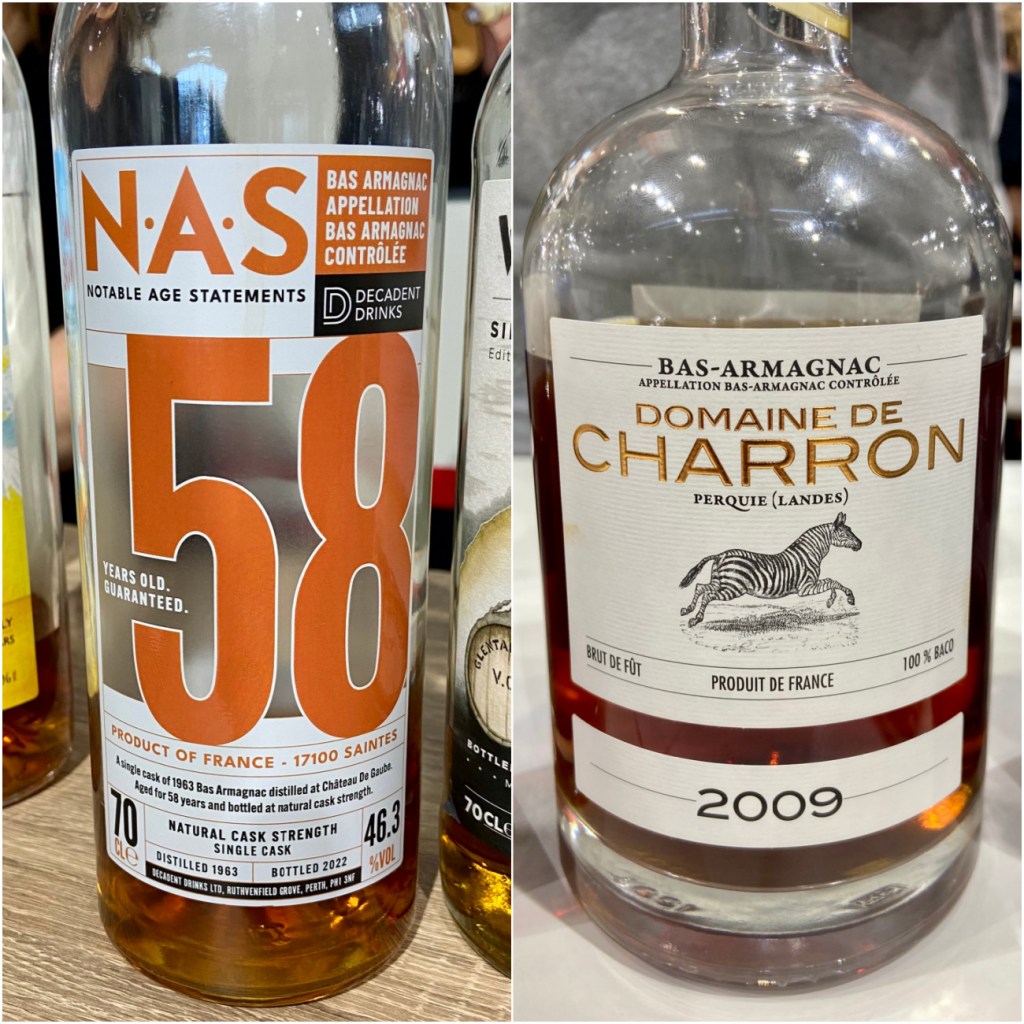 N·A·S
NOTABLE AGE STATEMENTS
BAS ARMAGNAC
APPELLATION
BAS ARMAGNAC
CONTRÔLÉE
DECADENT
DRINKS
58
YEARS OLD.
GUARANTEED.
PRODUCT OF FRANCE - 17100 SAINTES
A single cask of 1963 Bas Armagnac distilled at Château De Gaube.
Aged for 58 years and bottled at natural cask strength.
70
CL℮
NATURAL CASK STRENGTH
SINGLE CASK
DISTILLED 1963
BOTTLED 2022
46.3
%VOL
DECADENT DRINKS LTD, RUTHVENFIELD GROVE, PERTH, PH1 3NF
70CL℮
BAS-ARMAGNAC
APPELLATION BAS-ARMAGNAC CONTRÔLÉE
DOMAINE DE
CHARRON
PERQUIE (LANDES)
BRUT DE FÛT
PRODUIT DE FRANCE
100 % BACO
2009